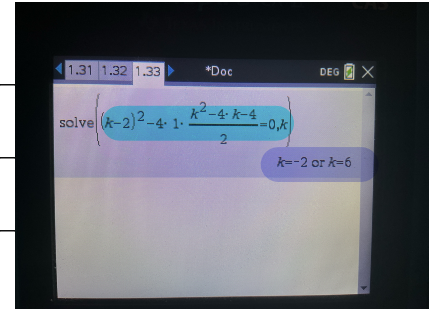 1.31 1.32 1.33 *Doc DEG
solve((k-2)²-4·1·(k²-4·k-4)/2=0,k)
k=-2 or k=6